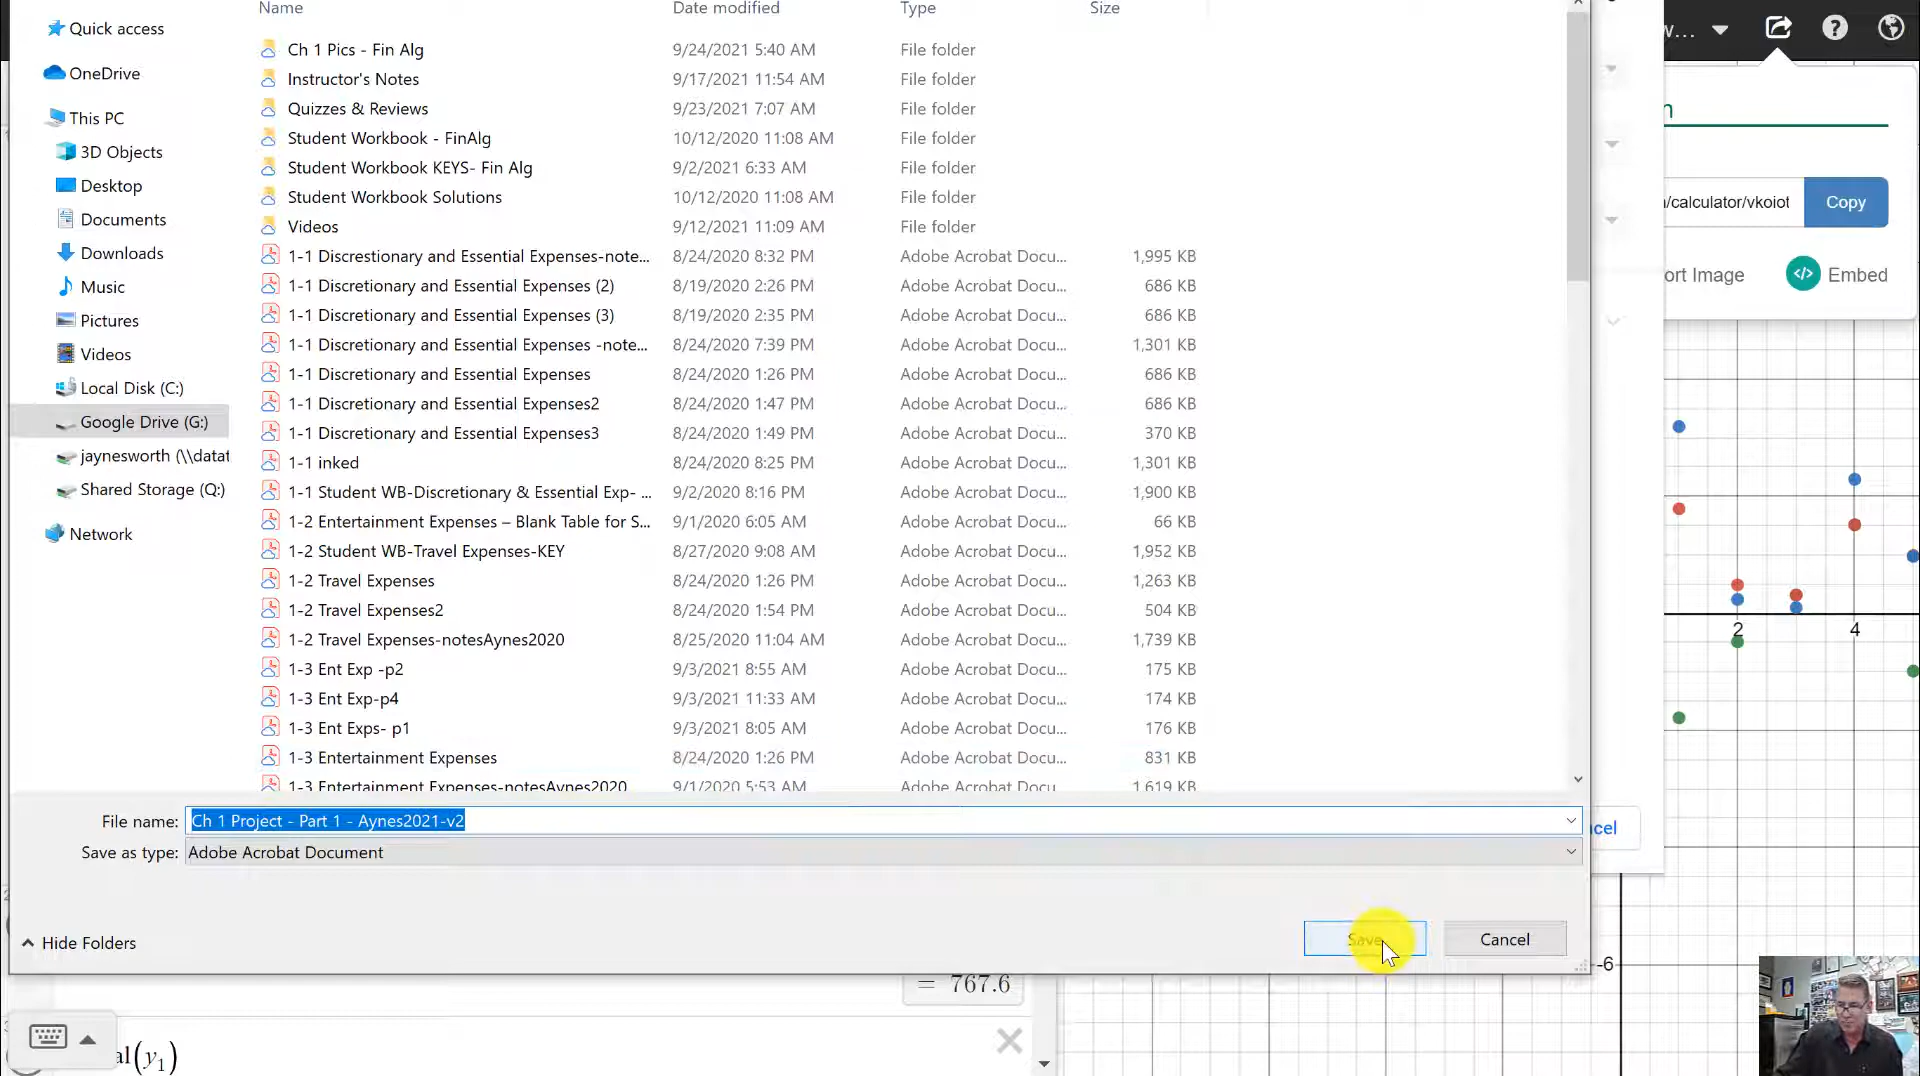 Name Date modified Type Size
Quick access
OneDrive
This PC
3D Objects
Desktop
Documents
Downloads
Music
Pictures
Videos
Local Disk (C:)
Google Drive (G:)
jaynesworth (\\datat
Shared Storage (Q:)
Network
Ch 1 Pics - Fin Alg 9/24/2021 5:40 AM File folder
Instructor's Notes 9/17/2021 11:54 AM File folder
Quizzes & Reviews 9/23/2021 7:07 AM File folder
Student Workbook - FinAlg 10/12/2020 11:08 AM File folder
Student Workbook KEYS- Fin Alg 9/2/2021 6:33 AM File folder
Student Workbook Solutions 10/12/2020 11:08 AM File folder
Videos 9/12/2021 11:09 AM File folder
1-1 Discrestionary and Essential Expenses-note... 8/24/2020 8:32 PM Adobe Acrobat Docu... 1,995 KB
1-1 Discretionary and Essential Expenses (2) 8/19/2020 2:26 PM Adobe Acrobat Docu... 686 KB
1-1 Discretionary and Essential Expenses (3) 8/19/2020 2:35 PM Adobe Acrobat Docu... 686 KB
1-1 Discretionary and Essential Expenses -note... 8/24/2020 7:39 PM Adobe Acrobat Docu... 1,301 KB
1-1 Discretionary and Essential Expenses 8/24/2020 1:26 PM Adobe Acrobat Docu... 686 KB
1-1 Discretionary and Essential Expenses2 8/24/2020 1:47 PM Adobe Acrobat Docu... 686 KB
1-1 Discretionary and Essential Expenses3 8/24/2020 1:49 PM Adobe Acrobat Docu... 370 KB
1-1 inked 8/24/2020 8:25 PM Adobe Acrobat Docu... 1,301 KB
1-1 Student WB-Discretionary & Essential Exp- ... 9/2/2020 8:16 PM Adobe Acrobat Docu... 1,900 KB
1-2 Entertainment Expenses – Blank Table for S... 9/1/2020 6:05 AM Adobe Acrobat Docu... 66 KB
1-2 Student WB-Travel Expenses-KEY 8/27/2020 9:08 AM Adobe Acrobat Docu... 1,952 KB
1-2 Travel Expenses 8/24/2020 1:26 PM Adobe Acrobat Docu... 1,263 KB
1-2 Travel Expenses2 8/24/2020 1:54 PM Adobe Acrobat Docu... 504 KB
1-2 Travel Expenses-notesAynes2020 8/25/2020 11:04 AM Adobe Acrobat Docu... 1,739 KB
1-3 Ent Exp -p2 9/3/2021 8:55 AM Adobe Acrobat Docu... 175 KB
1-3 Ent Exp-p4 9/3/2021 11:33 AM Adobe Acrobat Docu... 174 KB
1-3 Ent Exps- p1 9/3/2021 8:05 AM Adobe Acrobat Docu... 176 KB
1-3 Entertainment Expenses 8/24/2020 1:26 PM Adobe Acrobat Docu... 831 KB
1-3 Entertainment Expenses-notesAynes2020 9/1/2020 5:53 AM Adobe Acrobat Docu... 1,619 KB
File name: Ch 1 Project - Part 1 - Aynes2021-v2
Save as type: Adobe Acrobat Document
Hide Folders
Save Cancel
w...
n
/calculator/vkoiot Copy
ort Image Embed
2 4
cel
-6
= 767.6
al(y₁)